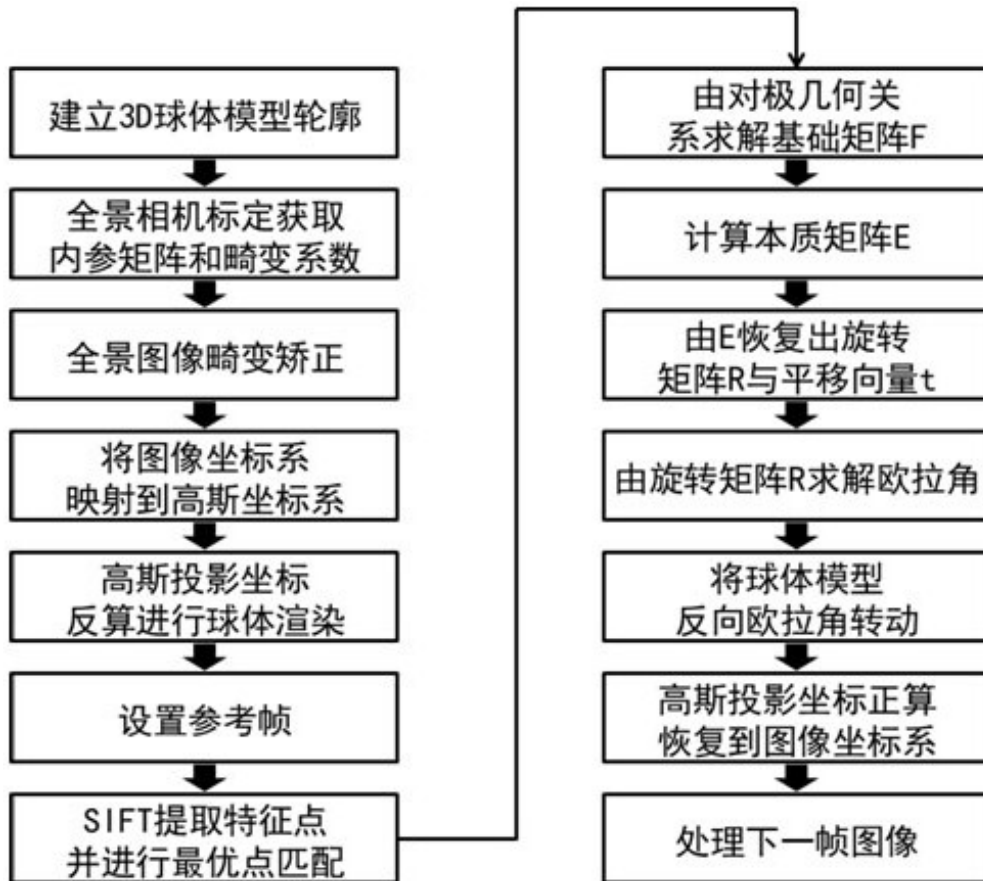 建立3D球体模型轮廓
全景相机标定获取
内参矩阵和畸变系数
全景图像畸变矫正
将图像坐标系
映射到高斯坐标系
高斯投影坐标
反算进行球体渲染
设置参考帧
SIFT提取特征点
并进行最优点匹配
由对极几何关
系求解基础矩阵F
计算本质矩阵E
由E恢复出旋转
矩阵R与平移向量t
由旋转矩阵R求解欧拉角
将球体模型
反向欧拉角转动
高斯投影坐标正算
恢复到图像坐标系
处理下一帧图像